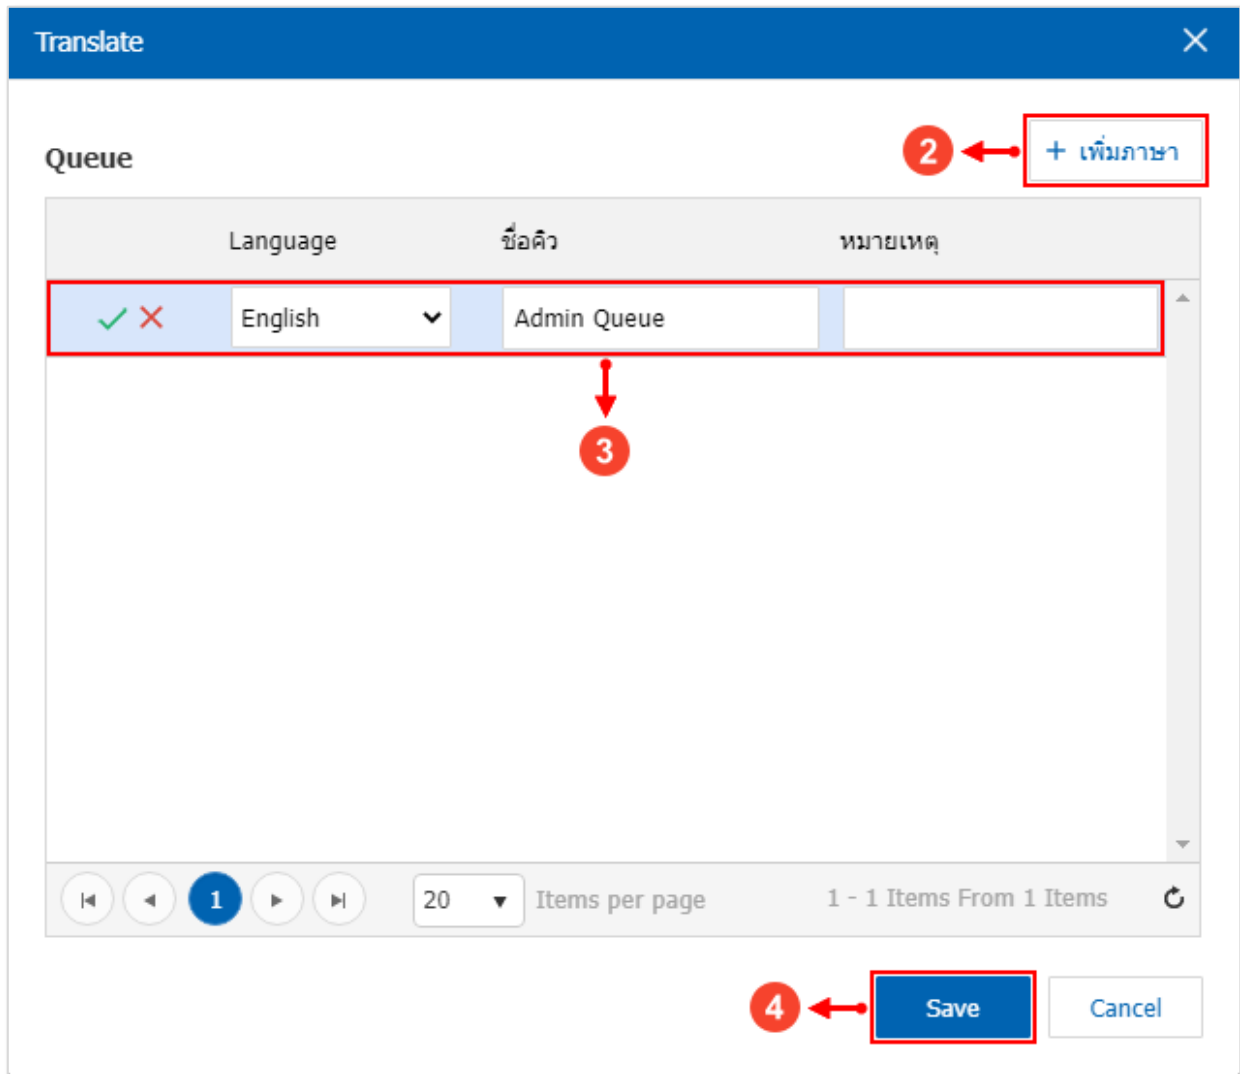 Translate
Queue
2
+ เพิ่มภาษา
Language ชื่อคิว หมายเหตุ
English Admin Queue
3
1 20 Items per page 1 - 1 Items From 1 Items
4 Save Cancel